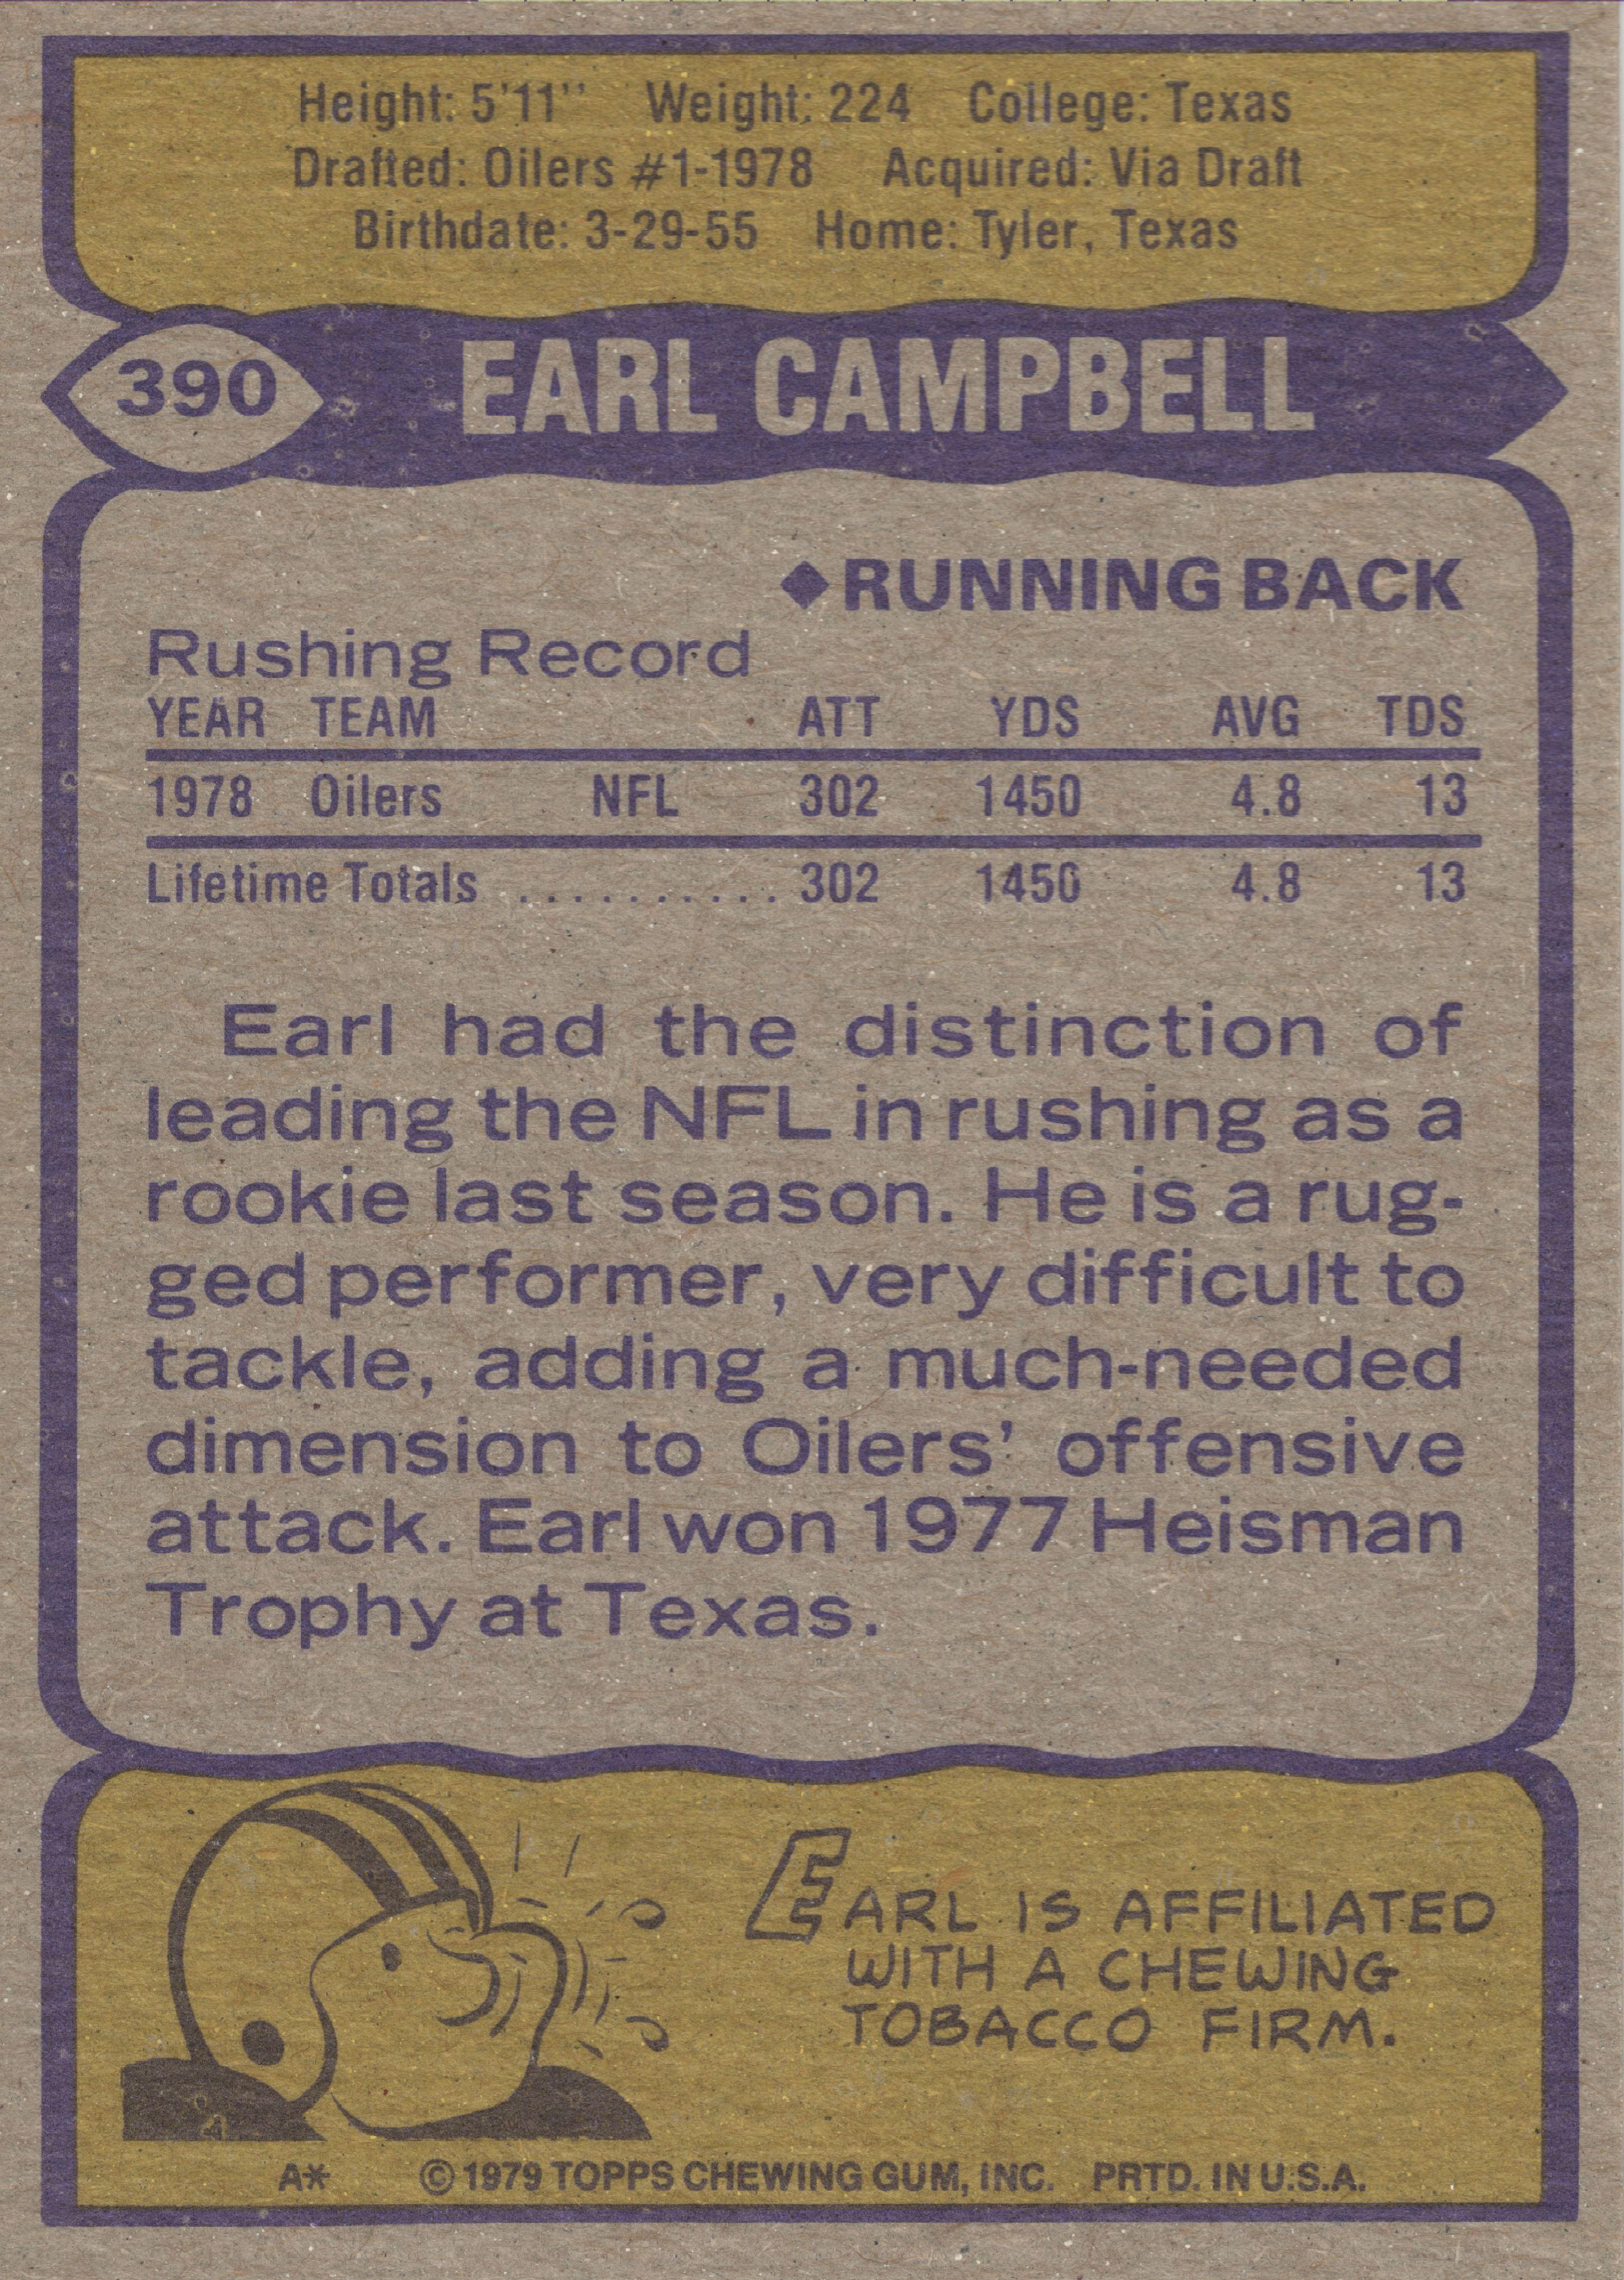 Height: 5'11'' Weight: 224 College: Texas
Drafted: Oilers #1-1978 Acquired: Via Draft
Birthdate: 3-29-55 Home: Tyler, Texas
390 EARL CAMPBELL
◆RUNNING BACK
Rushing Record
YEAR TEAM ATT YDS AVG TDS
1978 Oilers NFL 302 1450 4.8 13
Lifetime Totals .......... 302 1450 4.8 13
Earl had the distinction of
leading the NFL in rushing as a
rookie last season. He is a rug-
ged performer, very difficult to
tackle, adding a much-needed
dimension to Oilers' offensive
attack. Earl won 1977 Heisman
Trophy at Texas.
EARL IS AFFILIATED
WITH A CHEWING
TOBACCO FIRM.
A* © 1979 TOPPS CHEWING GUM, INC. PRTD. IN U.S.A.